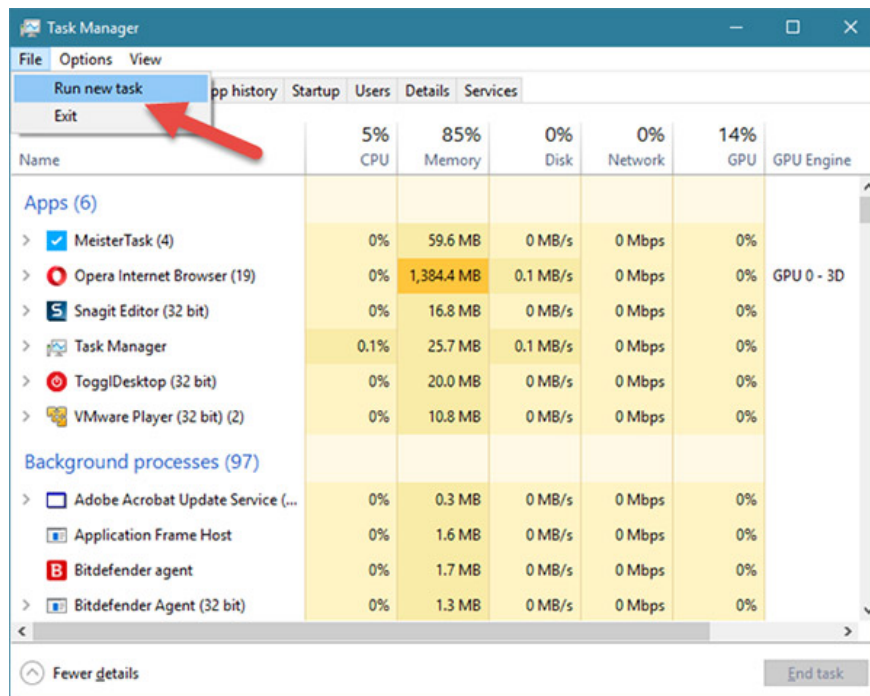 Task Manager
File Options View
Run new task
pp history Startup Users Details Services
Exit
5% 85% 0% 0% 14%
Name CPU Memory Disk Network GPU GPU Engine
Apps (6)
MeisterTask (4) 0% 59.6 MB 0 MB/s 0 Mbps 0%
Opera Internet Browser (19) 0% 1,384.4 MB 0.1 MB/s 0 Mbps 0% GPU 0 - 3D
Snagit Editor (32 bit) 0% 16.8 MB 0 MB/s 0 Mbps 0%
Task Manager 0.1% 25.7 MB 0.1 MB/s 0 Mbps 0%
TogglDesktop (32 bit) 0% 20.0 MB 0 MB/s 0 Mbps 0%
VMware Player (32 bit) (2) 0% 10.8 MB 0 MB/s 0 Mbps 0%
Background processes (97)
Adobe Acrobat Update Service (... 0% 0.3 MB 0 MB/s 0 Mbps 0%
Application Frame Host 0% 1.6 MB 0 MB/s 0 Mbps 0%
B Bitdefender agent 0% 1.7 MB 0 MB/s 0 Mbps 0%
Bitdefender Agent (32 bit) 0% 1.3 MB 0 MB/s 0 Mbps 0%
Fewer details End task